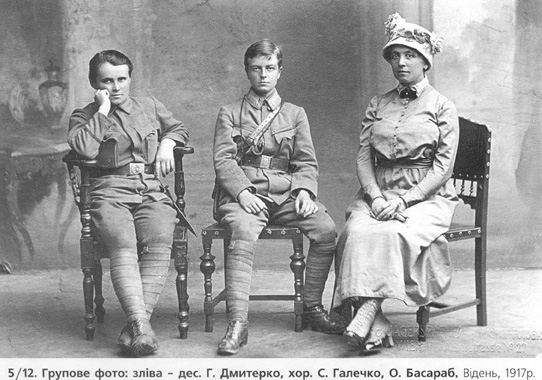 5/12. Групове фото: зліва – дес. Г. Дмитерко, хор. С. Галечко, О. Басараб. Відень, 1917р.